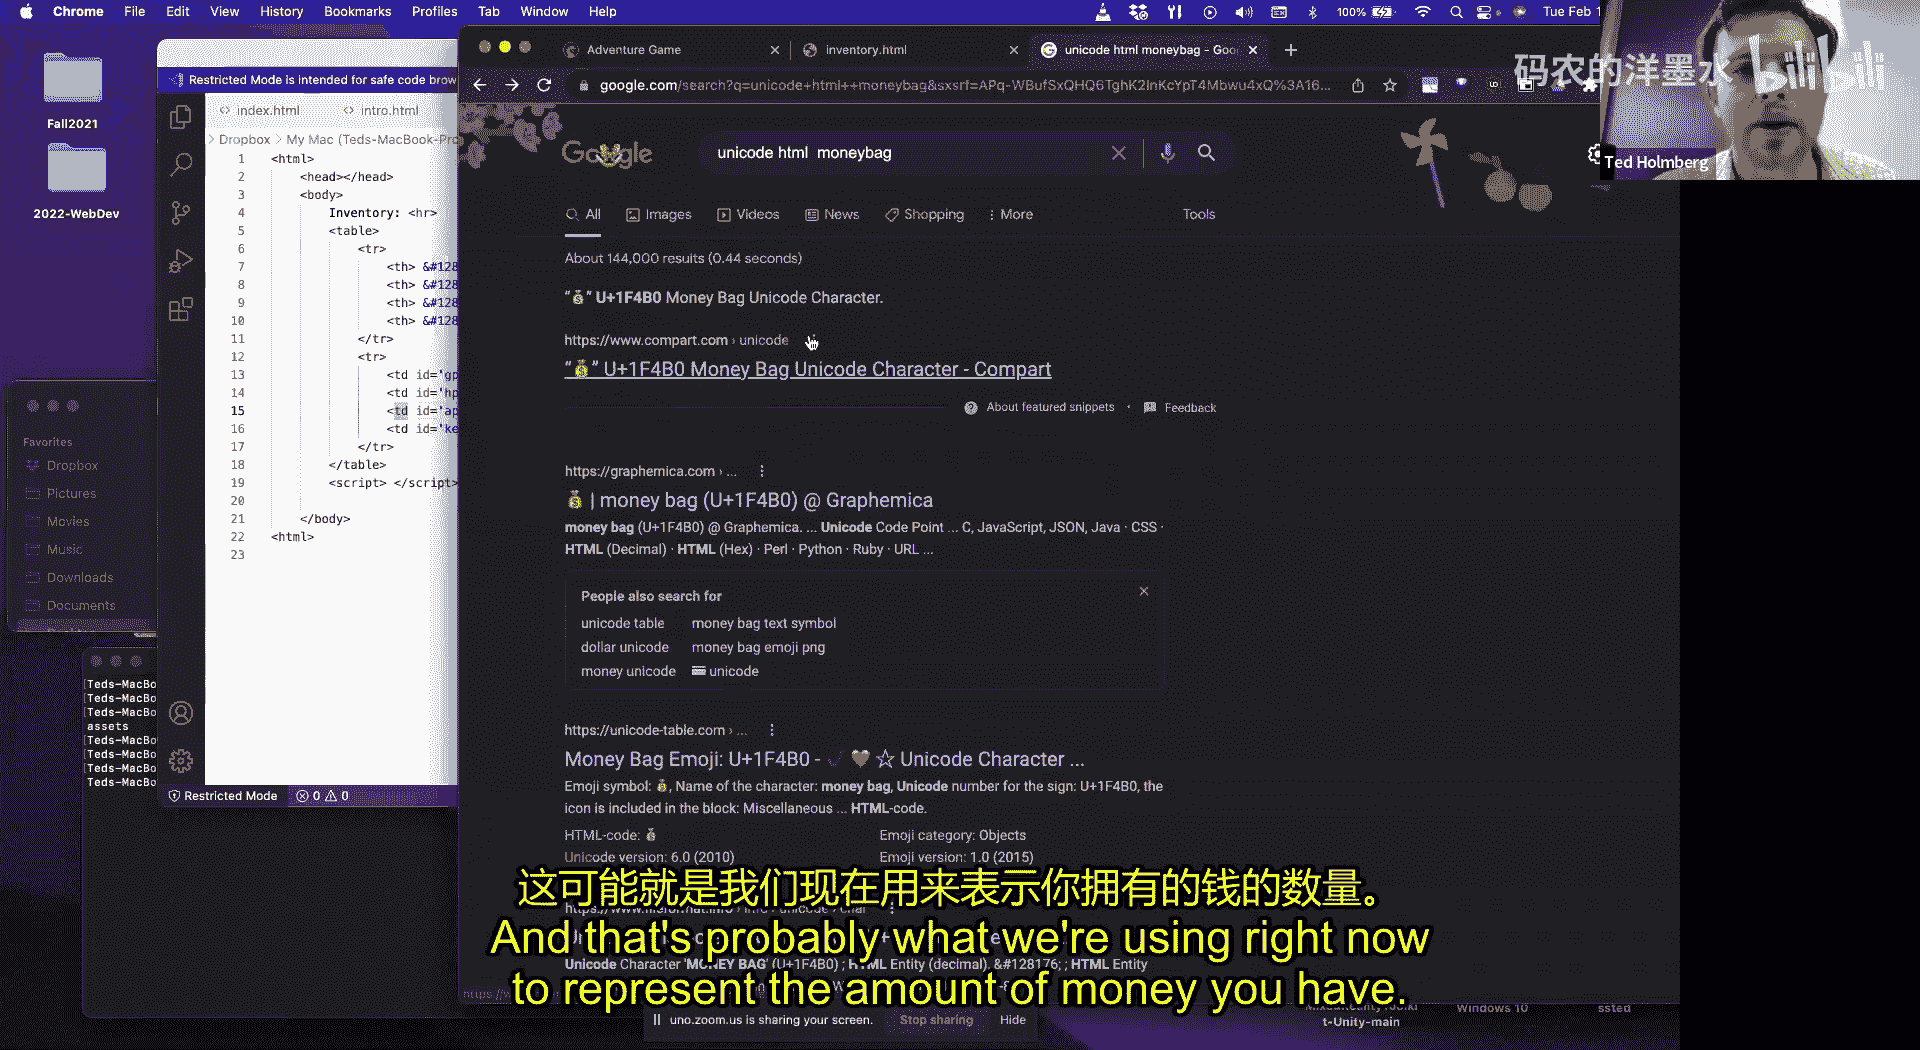 Chrome File Edit View History Bookmarks Profiles Tab Window Help
100%
Tue Feb 1
码农的洋墨水 bilibili
Ted Holmberg
Fall2021
2022-WebDev
Restricted Mode is intended for safe code brow
index.html intro.html
Dropbox > My Mac (Teds-MacBook-Pro
1 <html>
2 <head></head>
3 <body>
4 Inventory: <hr>
5 <table>
6 <tr>
7 <th> &#128
8 <th> &#128
9 <th> &#128
10 <th> &#128
11 </tr>
12 <tr>
13 <td id='gp
14 <td id='hp
15 <td id='ap
16 <td id='ke
17 </tr>
18 </table>
19 <script> </script>
20
21 </body>
22 <html>
23
Restricted Mode 0 0
Favorites
Dropbox
Pictures
Movies
Music
Downloads
Documents
[Teds-MacBo
[Teds-MacBo
[Teds-MacBo
assets
[Teds-MacBo
[Teds-MacBo
[Teds-MacBo
Teds-MacBo
Adventure Game
inventory.html
unicode html moneybag - Goo
google.com/search?q=unicode+html++moneybag&sxsrf=APq-WBufSxQHQ6TghK2InKcYpT4Mbwu4xQ%3A16...
Google
unicode html moneybag
All Images Videos News Shopping More Tools
About 144,000 results (0.44 seconds)
“💰” U+1F4B0 Money Bag Unicode Character.
https://www.compart.com › unicode
“💰” U+1F4B0 Money Bag Unicode Character - Compart
About featured snippets • Feedback
https://graphemica.com › ...
💰 | money bag (U+1F4B0) @ Graphemica
money bag (U+1F4B0) @ Graphemica. ... Unicode Code Point ... C, JavaScript, JSON, Java · CSS ·
HTML (Decimal) · HTML (Hex) · Perl · Python · Ruby · URL ...
People also search for
unicode table money bag text symbol
dollar unicode money bag emoji png
money unicode 💳 unicode
https://unicode-table.com › ...
Money Bag Emoji: U+1F4B0 - ✓ 🖤 ☆ Unicode Character ...
Emoji symbol: 💰, Name of the character: money bag, Unicode number for the sign: U+1F4B0, the
icon is included in the block: Miscellaneous ... HTML-code.
HTML-code: 💰 Emoji category: Objects
Unicode version: 6.0 (2010) Emoji version: 1.0 (2015)
这可能就是我们现在用来表示你拥有的钱的数量。
And that's probably what we're using right now
Unicode Character 'MONEY BAG' (U+1F4B0) ; HTML Entity (decimal), &#128176; ; HTML Entity
to represent the amount of money you have.
uno.zoom.us is sharing your screen. Stop sharing Hide
t-Unity-main
Windows 10
ssted